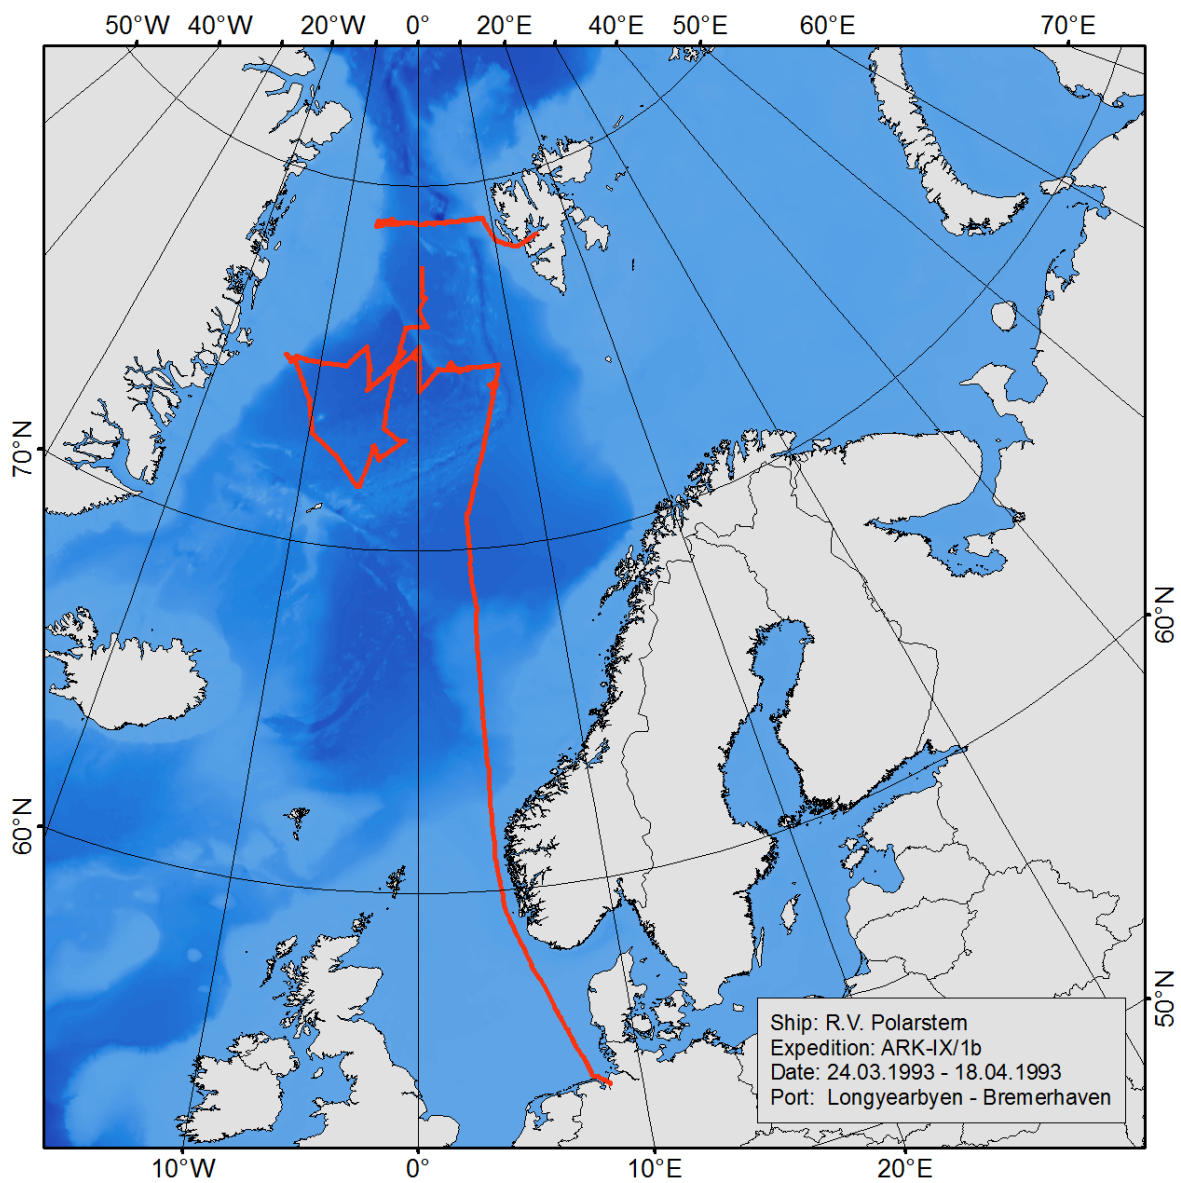 50°W 40°W 20°W 0° 20°E 40°E 50°E 60°E 70°E
70°N
60°N
60°N
50°N
Ship: R.V. Polarstern
Expedition: ARK-IX/1b
Date: 24.03.1993 - 18.04.1993
Port: Longyearbyen - Bremerhaven
10°W 0° 10°E 20°E